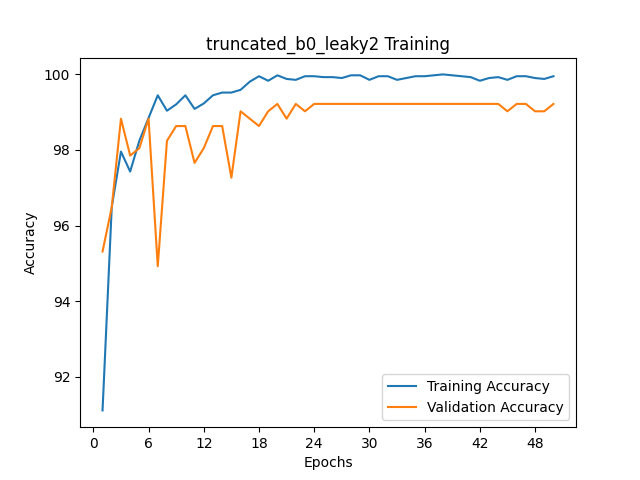 truncated_b0_leaky2 Training
100
98
96
94
92
Accuracy
0 6 12 18 24 30 36 42 48
Epochs
Training Accuracy
Validation Accuracy